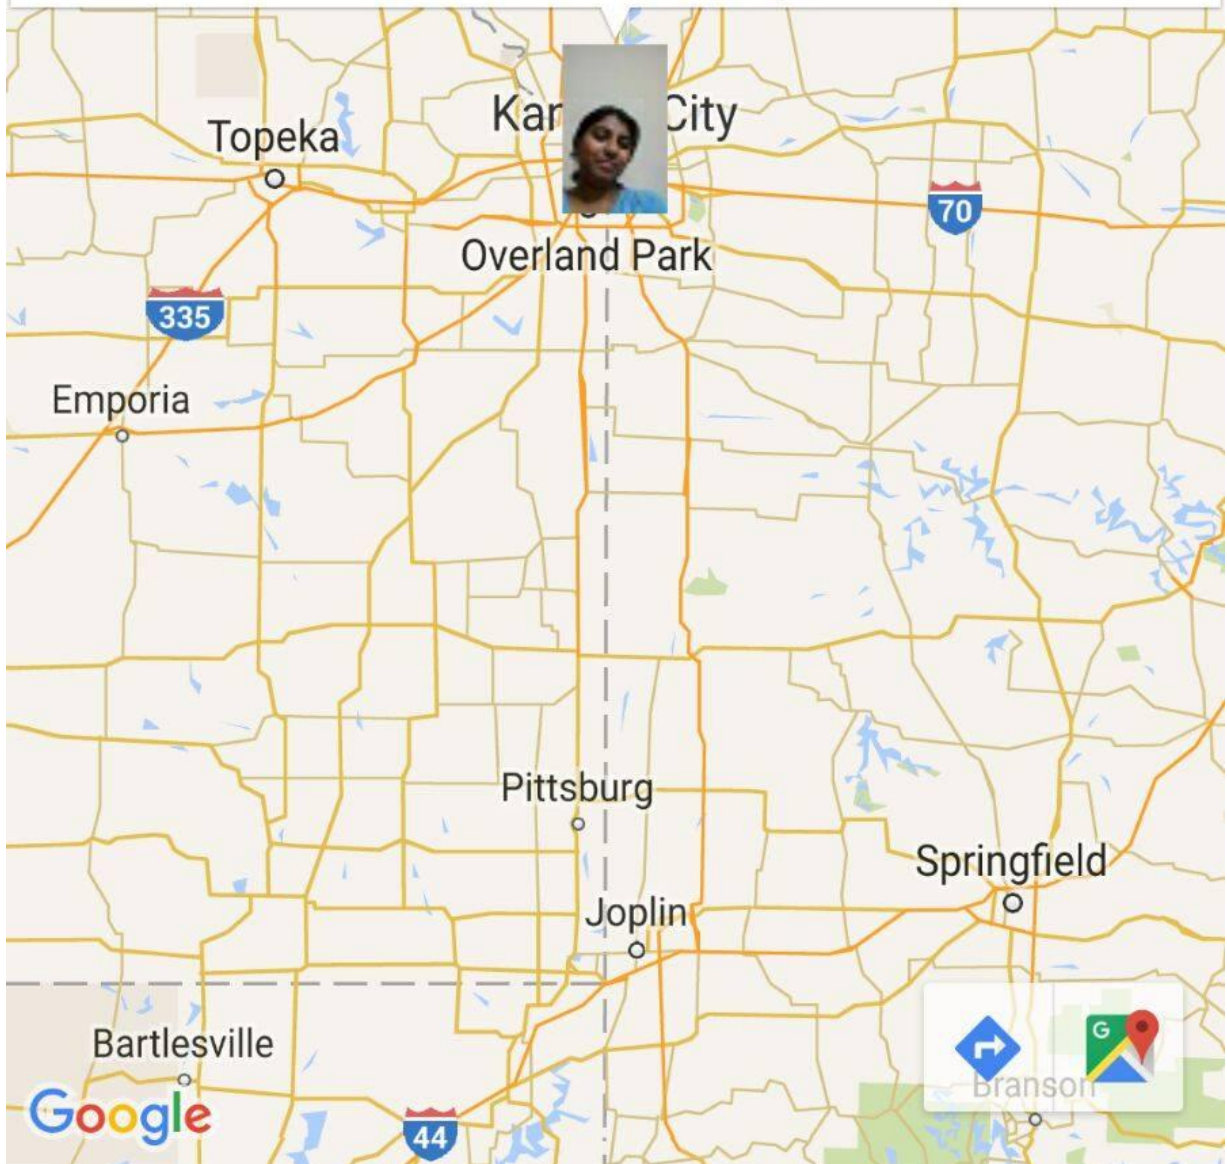 Kan City
Topeka
70
Overland Park
335
Emporia
Pittsburg
Springfield
Joplin
G
Bartlesville
Branson
Google
44